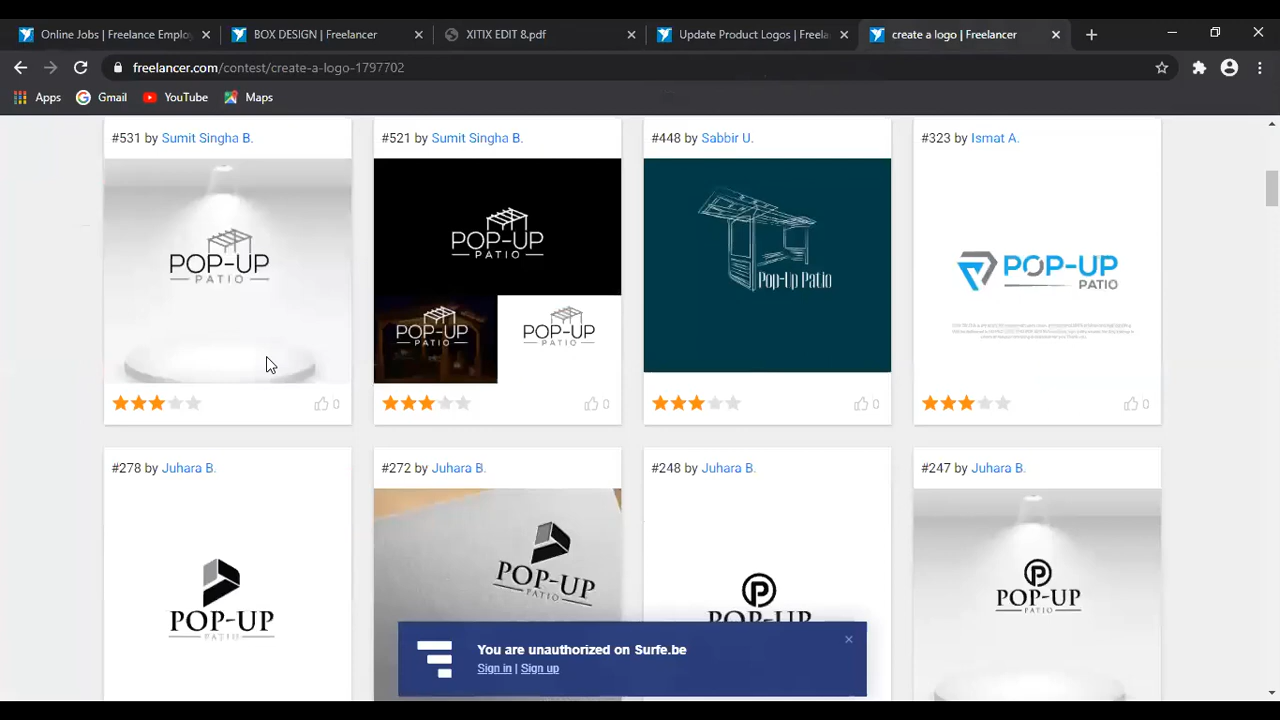 Online Jobs | Freelance Employ
BOX DESIGN | Freelancer
XITIX EDIT 8.pdf
Update Product Logos | Freela
create a logo | Freelancer
freelancer.com/contest/create-a-logo-1797702
Apps
Gmail
YouTube
Maps
#531 by Sumit Singha B.
#521 by Sumit Singha B.
#448 by Sabbir U.
#323 by Ismat A.
POP-UP
PATIO
POP-UP
PATIO
POP-UP
PATIO
POP-UP
PATIO
Pop-Up Patio
POP-UP
PATIO
0
0
0
0
#278 by Juhara B.
#272 by Juhara B.
#248 by Juhara B.
#247 by Juhara B.
POP-UP
PATIO
POP-UP
PATIO
POP-UP
POP-UP
PATIO
You are unauthorized on Surfe.be
Sign in | Sign up